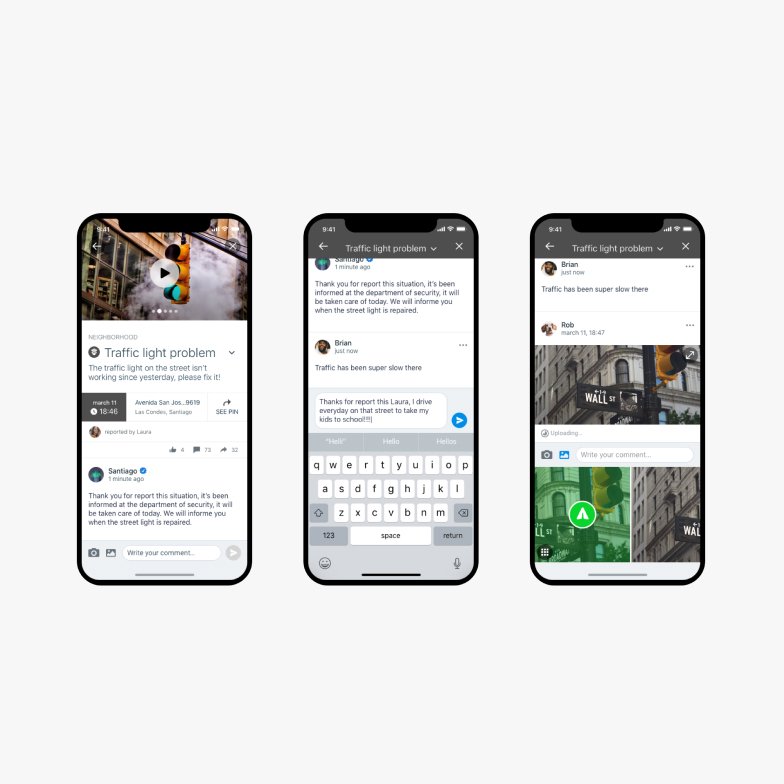 9:41
NEIGHBORHOOD
Traffic light problem
The traffic light on the street isn't
working since yesterday, please fix it!
march 11
18:46
Avenida San Jos...9619
Las Condes, Santiago
SEE PIN
reported by Laura
4
73
32
Santiago
1 minute ago
Thank you for report this situation, it's been
informed at the department of security, it will
be taken care of today. We will informe you
when the street light is repaired.
Write your comment..
9:41
Traffic light problem
Santiago
1 minute ago
Thank you for report this situation, it's been
informed at the department of security, it will
be taken care of today. We will informe you
when the street light is repaired.
Brian
just now
Traffic has been super slow there
Thanks for report this Laura, I drive
everyday on that street to take my
kids to school!!!!
"Hell" Hello Hellos
q w e r t y u i o p
a s d f g h j k l
z x c v b n m
123 space return
9:41
Traffic light problem
Brian
just now
Traffic has been super slow there
Rob
march 11, 18:47
WALL ST
Uploading..
Write your comment...
LL ST
WAL